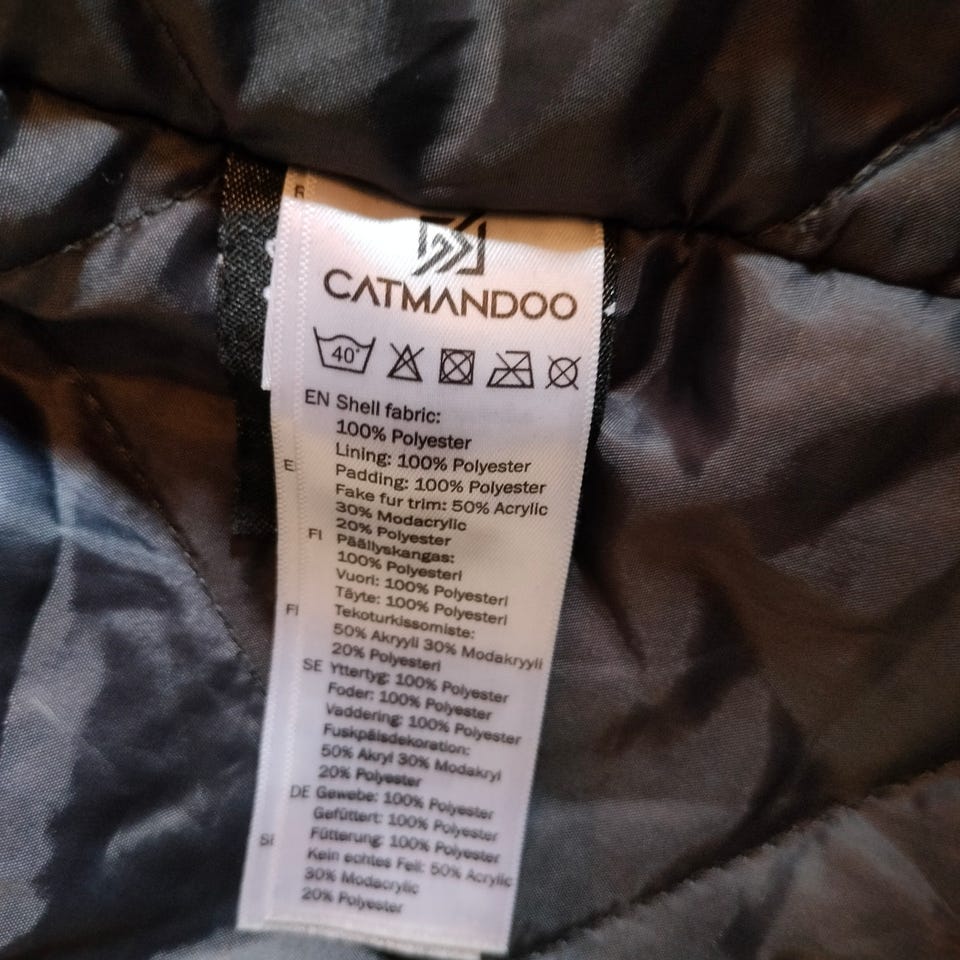 CATMANDOO
40°
EN Shell fabric:
100% Polyester
Lining: 100% Polyester
Padding: 100% Polyester
Fake fur trim: 50% Acrylic
30% Modacrylic
20% Polyester
FI Päällyskangas:
100% Polyesteri
Vuori: 100% Polyesteri
Täyte: 100% Polyesteri
Tekoturkissomiste:
50% Akryyli 30% Modakryyli
20% Polyesteri
SE Yttertyg: 100% Polyester
Foder: 100% Polyester
Vaddering: 100% Polyester
Fuskpälsdekoration:
50% Akryl 30% Modakryl
20% Polyester
DE Gewebe: 100% Polyester
Gefüttert: 100% Polyester
Fütterung: 100% Polyester
Kein echtes Fell: 50% Acrylic
30% Modacrylic
20% Polyester
E
FI